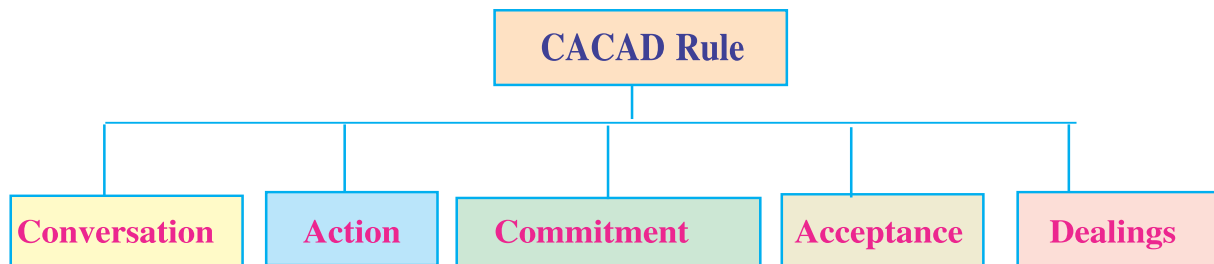 CACAD Rule
Conversation
Action
Commitment
Acceptance
Dealings